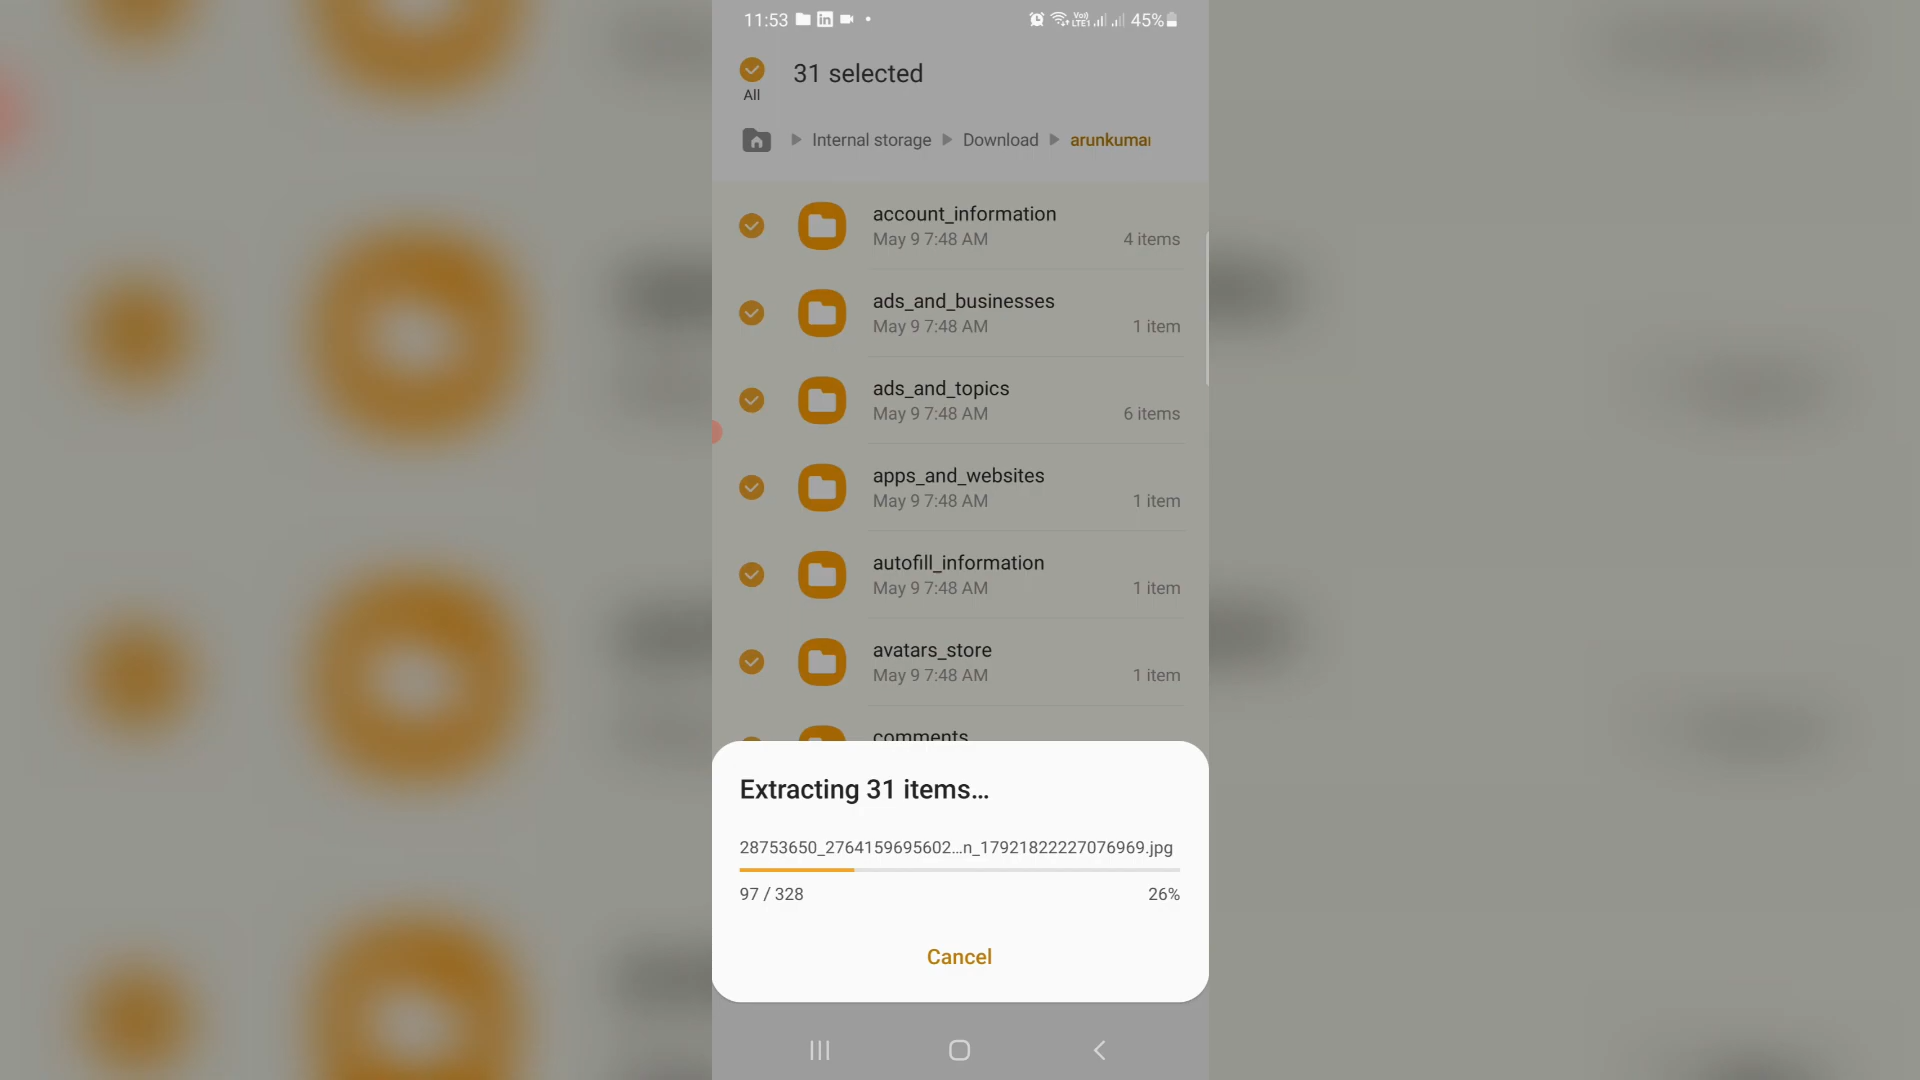 11:53
45%
31 selected
All
Internal storage
Download
arunkumar
account_information
May 9 7:48 AM
4 items
ads_and_businesses
May 9 7:48 AM
1 item
ads_and_topics
May 9 7:48 AM
6 items
apps_and_websites
May 9 7:48 AM
1 item
autofill_information
May 9 7:48 AM
1 item
avatars_store
May 9 7:48 AM
1 item
comments
Extracting 31 items...
28753650_2764159695602...n_17921822227076969.jpg
97 / 328
26%
Cancel